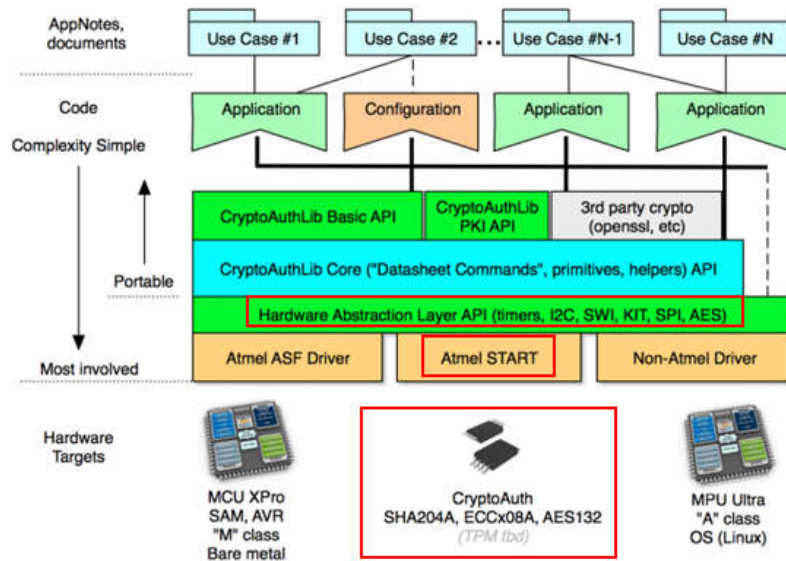 AppNotes,
documents
Use Case #1
Use Case #2
...
Use Case #N-1
Use Case #N
Code
Application
Configuration
Application
Application
Complexity Simple
CryptoAuthLib Basic API
CryptoAuthLib
PKI API
3rd party crypto
(openssl, etc)
Portable
CryptoAuthLib Core ("Datasheet Commands", primitives, helpers) API
Hardware Abstraction Layer API (timers, I2C, SWI, KIT, SPI, AES)
Most involved
Atmel ASF Driver
Atmel START
Non-Atmel Driver
Hardware
Targets
MCU XPro
SAM, AVR
"M" class
Bare metal
CryptoAuth
SHA204A, ECCx08A, AES132
(TPM tbd)
MPU Ultra
"A" class
OS (Linux)